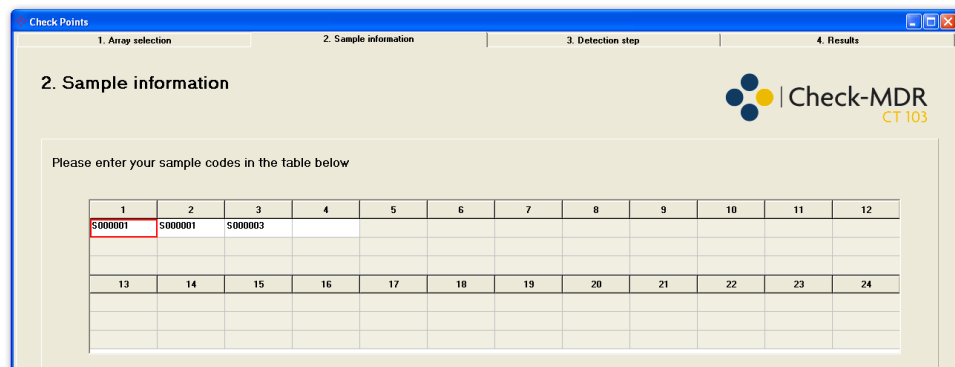 Check Points
1. Array selection 2. Sample information 3. Detection step 4. Results
2. Sample information
| Check-MDR
CT 103
Please enter your sample codes in the table below
1 2 3 4 5 6 7 8 9 10 11 12
S000001 S000001 S000003
13 14 15 16 17 18 19 20 21 22 23 24